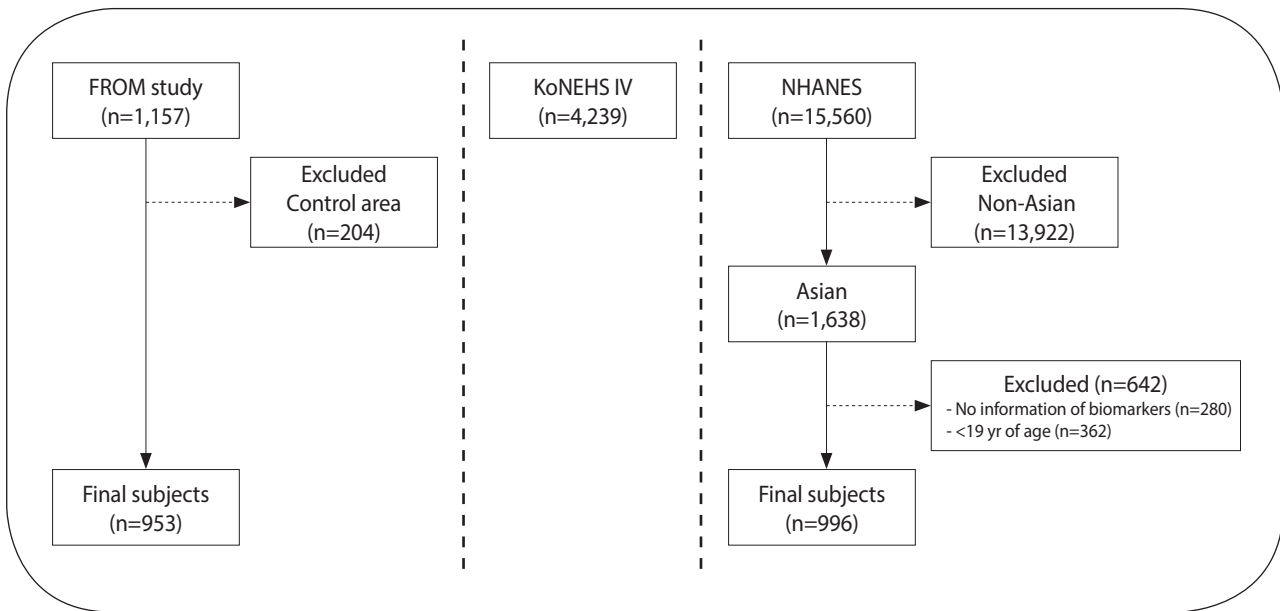 FROM study
(n=1,157)
Excluded
Control area
(n=204)
Final subjects
(n=953)
KoNEHS IV
(n=4,239)
NHANES
(n=15,560)
Excluded
Non-Asian
(n=13,922)
Asian
(n=1,638)
Excluded (n=642)
- No information of biomarkers (n=280)
- <19 yr of age (n=362)
Final subjects
(n=996)